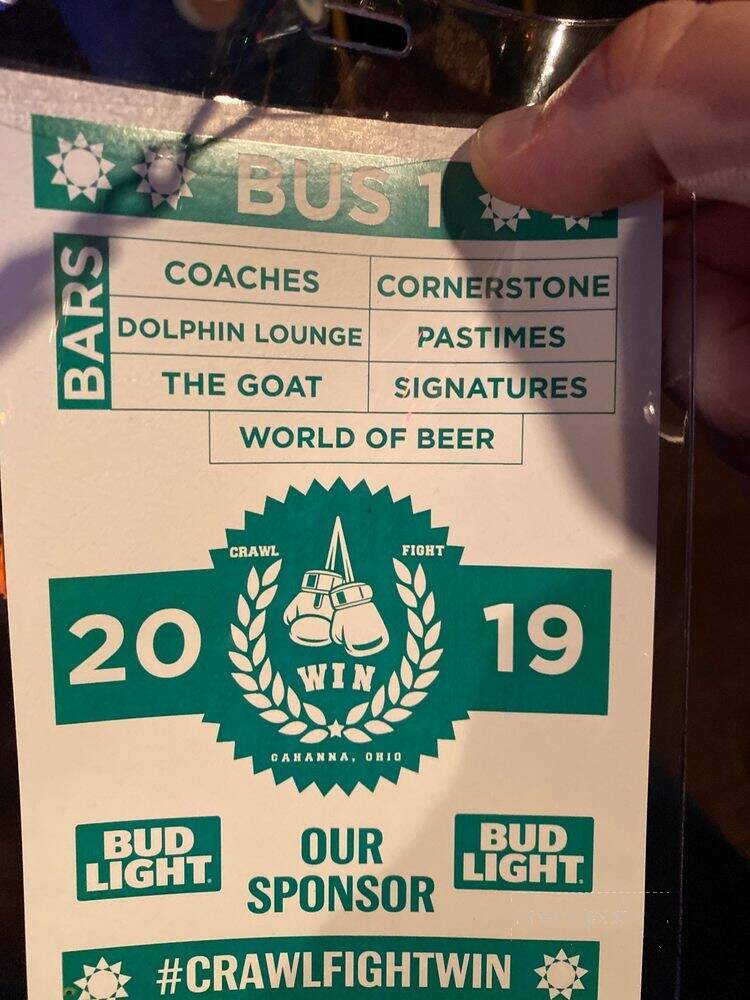 BUS 1
BARS
COACHES
CORNERSTONE
DOLPHIN LOUNGE
PASTIMES
THE GOAT
SIGNATURES
WORLD OF BEER
CRAWL
FIGHT
20
19
WIN
GAHANNA, OHIO
BUD
LIGHT.
OUR
SPONSOR
BUD
LIGHT.
#CRAWLFIGHTWIN